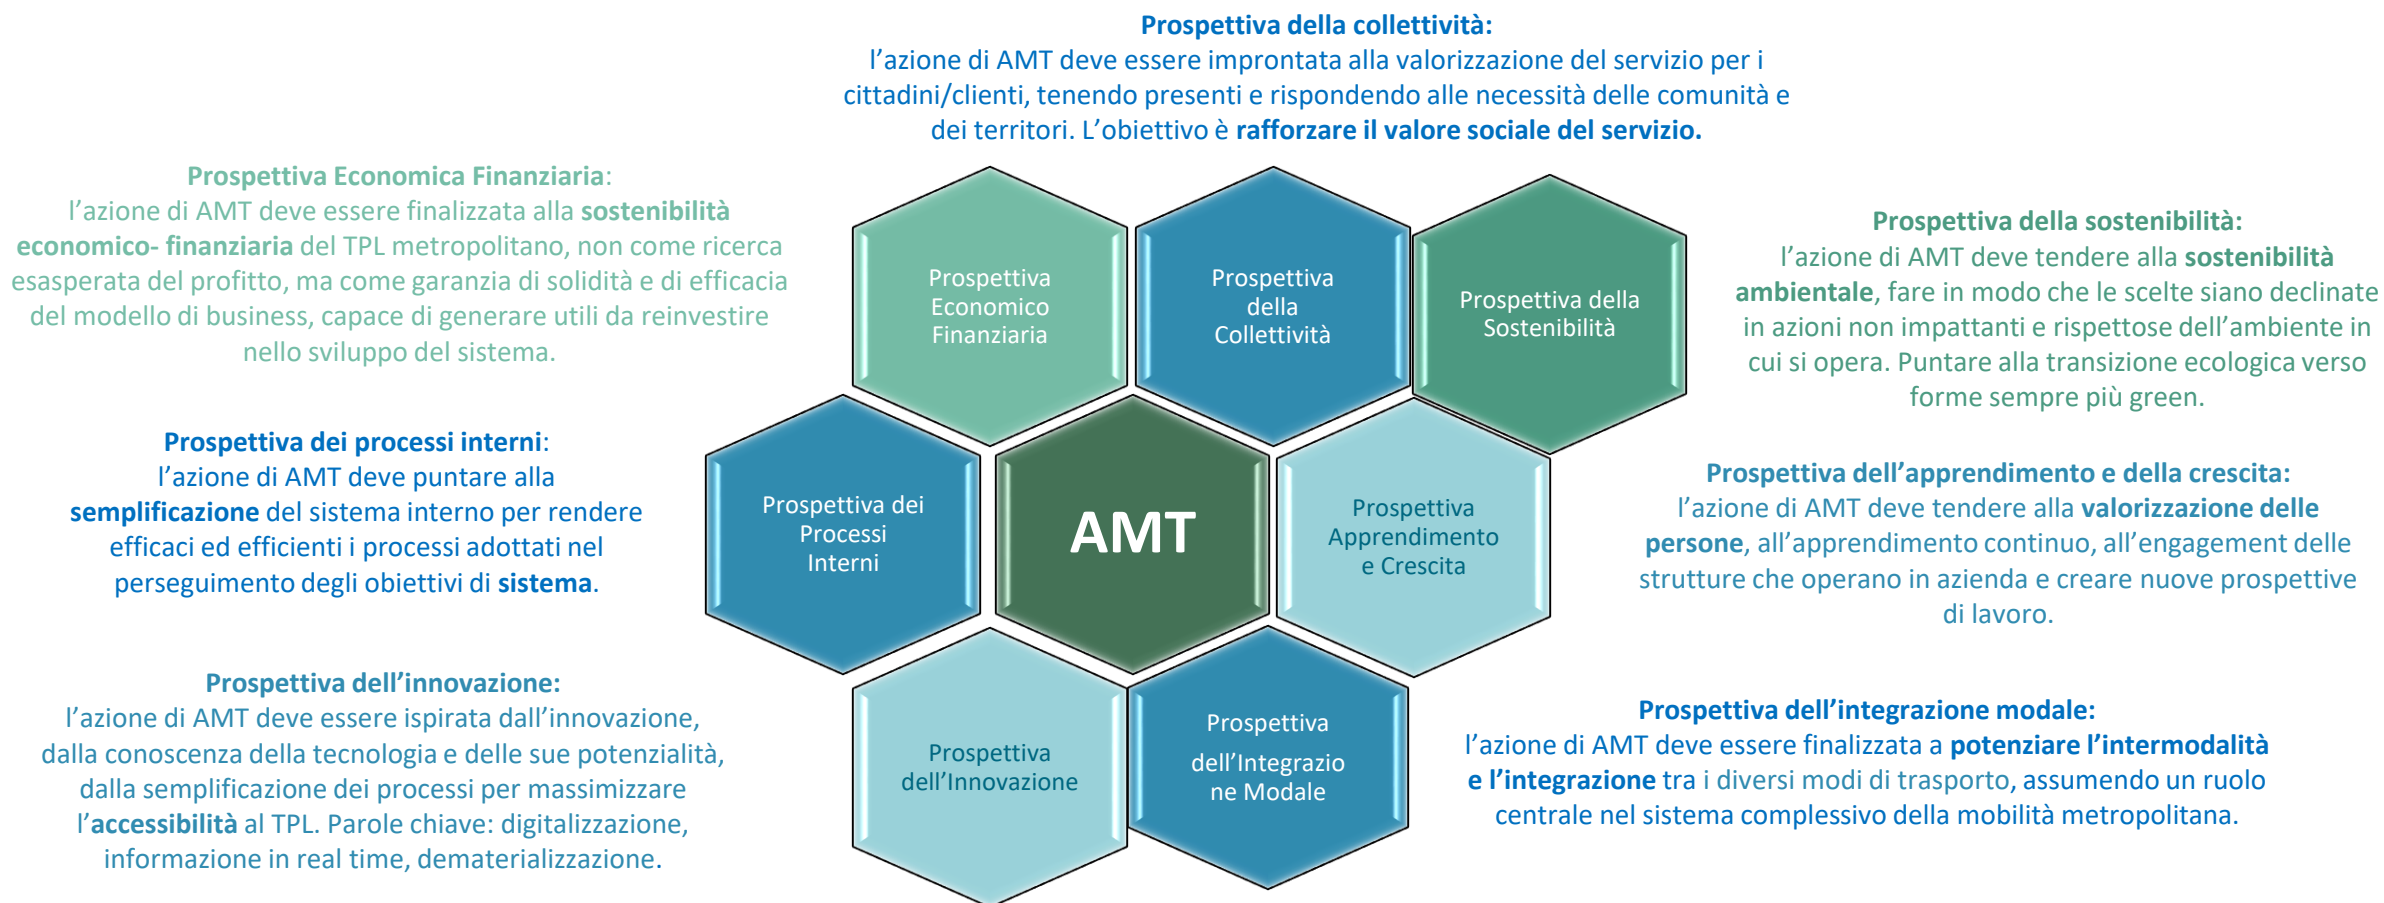 Prospettiva della collettività:
l’azione di AMT deve essere improntata alla valorizzazione del servizio per i
cittadini/clienti, tenendo presenti e rispondendo alle necessità delle comunità e
dei territori. L’obiettivo è rafforzare il valore sociale del servizio.
Prospettiva Economica Finanziaria:
l’azione di AMT deve essere finalizzata alla sostenibilità
economico- finanziaria del TPL metropolitano, non come ricerca
esasperata del profitto, ma come garanzia di solidità e di efficacia
del modello di business, capace di generare utili da reinvestire
nello sviluppo del sistema.
Prospettiva dei processi interni:
l’azione di AMT deve puntare alla
semplificazione del sistema interno per rendere
efficaci ed efficienti i processi adottati nel
perseguimento degli obiettivi di sistema.
Prospettiva dell’innovazione:
l’azione di AMT deve essere ispirata dall’innovazione,
dalla conoscenza della tecnologia e delle sue potenzialità,
dalla semplificazione dei processi per massimizzare
l’accessibilità al TPL. Parole chiave: digitalizzazione,
informazione in real time, dematerializzazione.
Prospettiva
Economico
Finanziaria
Prospettiva
della
Collettività
Prospettiva della
Sostenibilità
Prospettiva dei
Processi
Interni
AMT
Prospettiva
Apprendimento
e Crescita
Prospettiva
dell’Innovazione
Prospettiva
dell’Integrazio
ne Modale
Prospettiva della sostenibilità:
l’azione di AMT deve tendere alla sostenibilità
ambientale, fare in modo che le scelte siano declinate
in azioni non impattanti e rispettose dell’ambiente in
cui si opera. Puntare alla transizione ecologica verso
forme sempre più green.
Prospettiva dell’apprendimento e della crescita:
l’azione di AMT deve tendere alla valorizzazione delle
persone, all’apprendimento continuo, all’engagement delle
strutture che operano in azienda e creare nuove prospettive
di lavoro.
Prospettiva dell’integrazione modale:
l’azione di AMT deve essere finalizzata a potenziare l’intermodalità
e l’integrazione tra i diversi modi di trasporto, assumendo un ruolo
centrale nel sistema complessivo della mobilità metropolitana.